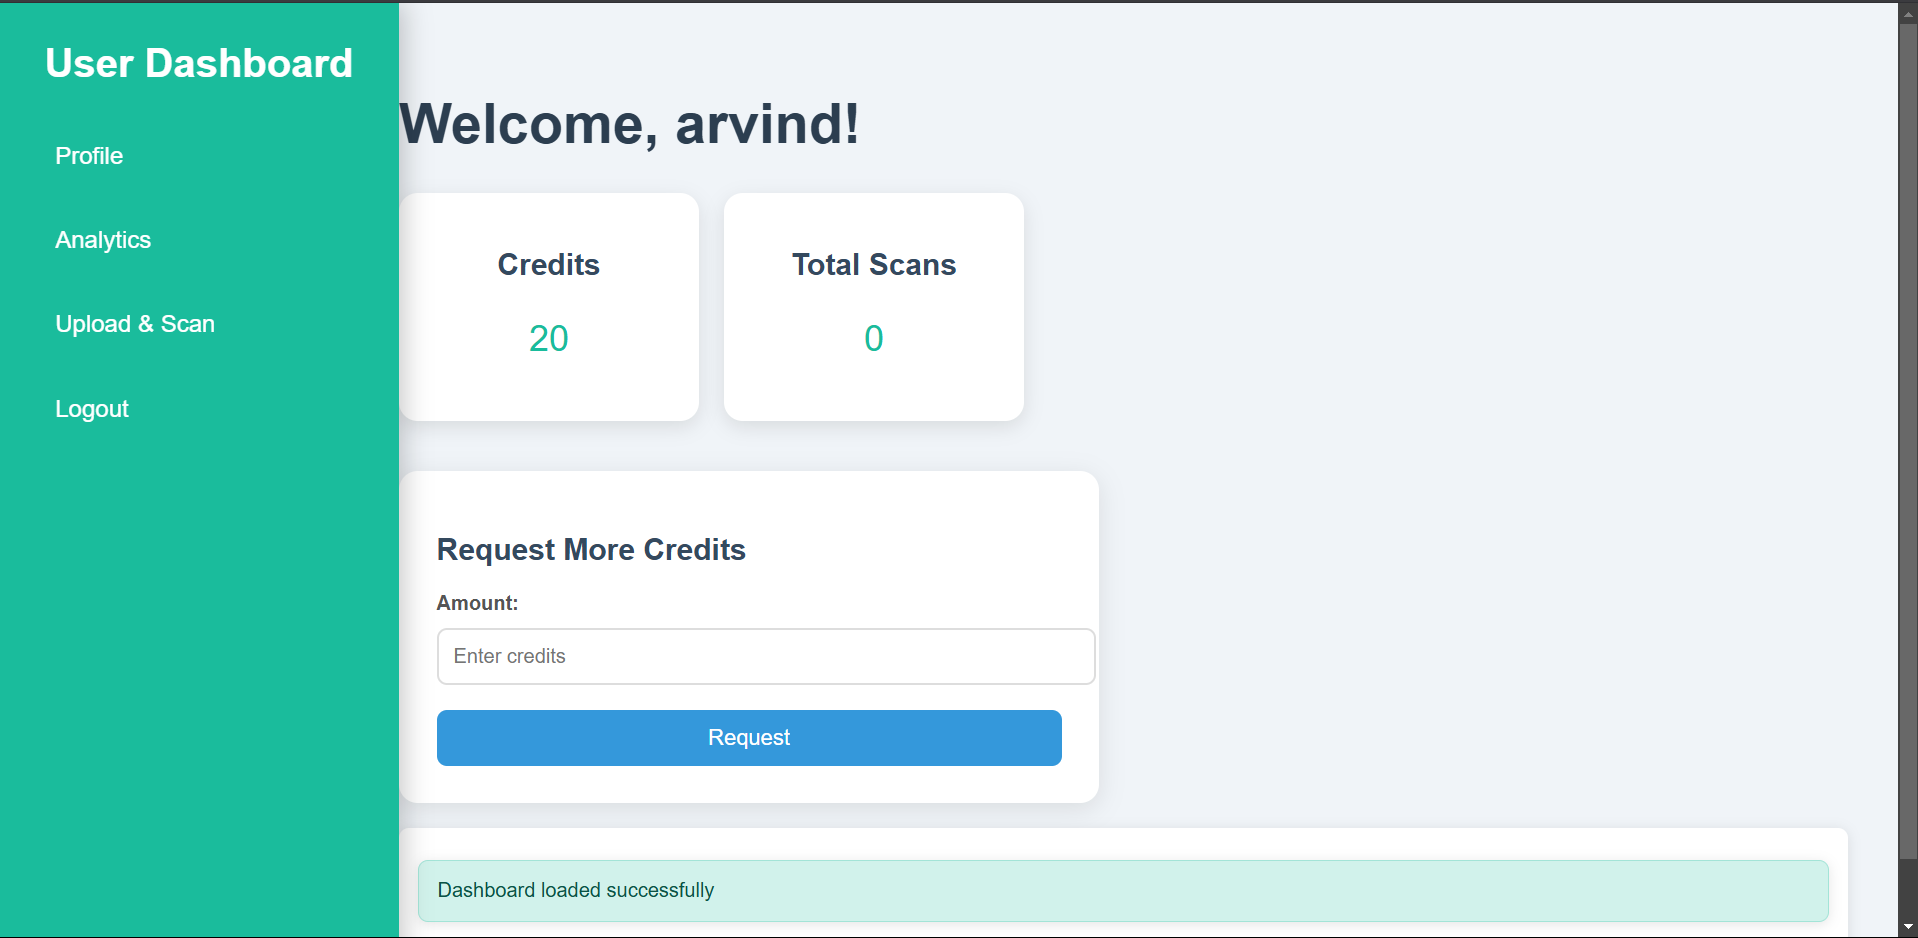 User Dashboard
Profile
Analytics
Upload & Scan
Logout
Welcome, arvind!
Credits
20
Total Scans
0
Request More Credits
Amount:
Enter credits
Request
Dashboard loaded successfully